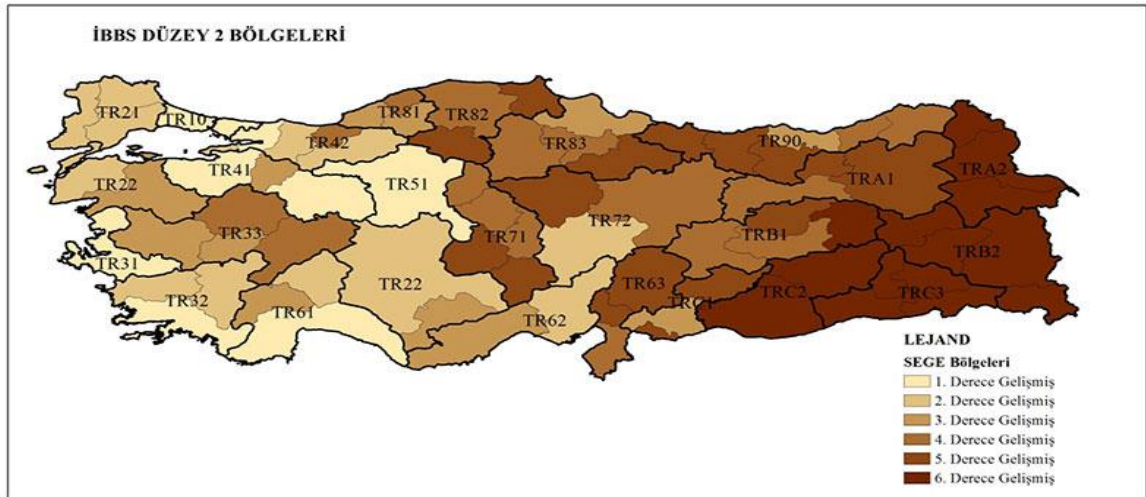 İBBS DÜZEY 2 BÖLGELERİ
TR21
TR10
TR81
TR82
TR42
TR83
TR90
TR41
TR22
TR51
TRA1
TRA2
TR72
TR33
TR71
TRB1
TRB2
TR31
TR22
TR63
TRC2
TRC3
TR32
TR61
TR62
TRC1
LEJAND
SEGE Bölgeleri
1. Derece Gelişmiş
2. Derece Gelişmiş
3. Derece Gelişmiş
4. Derece Gelişmiş
5. Derece Gelişmiş
6. Derece Gelişmiş